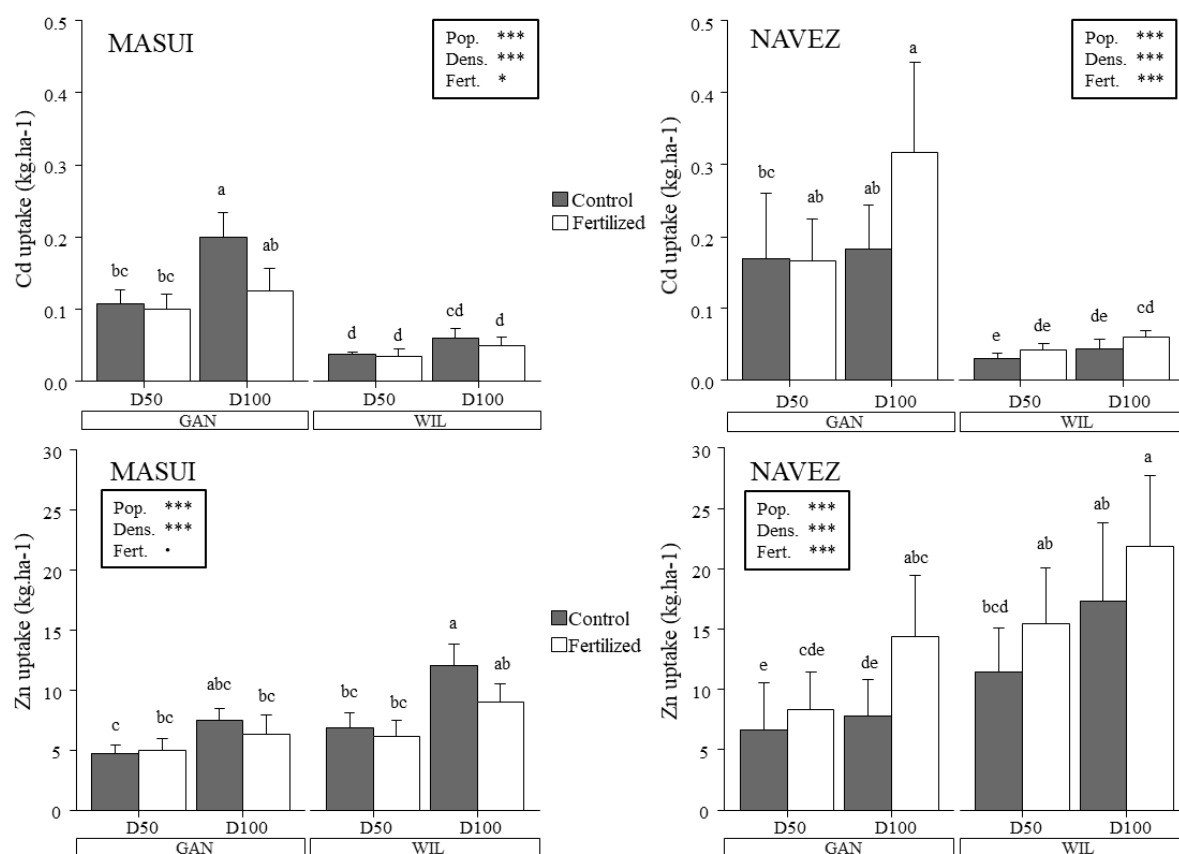 MASUI
Pop. ***
Dens. ***
Fert. *
Cd uptake (kg.ha-1)
0.5
0.4
0.3
0.2
0.1
0.0
bc
bc
a
ab
d
d
cd
d
D50
D100
D50
D100
GAN
WIL
Control
Fertilized
NAVEZ
Pop. ***
Dens. ***
Fert. ***
Cd uptake (kg.ha-1)
0.5
0.4
0.3
0.2
0.1
0.0
bc
ab
ab
a
e
de
de
cd
D50
D100
D50
D100
GAN
WIL
MASUI
Pop. ***
Dens. ***
Fert. •
Zn uptake (kg.ha-1)
30
25
20
15
10
5
0
c
bc
abc
bc
bc
bc
a
ab
D50
D100
D50
D100
GAN
WIL
Control
Fertilized
NAVEZ
Pop. ***
Dens. ***
Fert. ***
Zn uptake (kg.ha-1)
30
25
20
15
10
5
0
e
cde
de
abc
bcd
ab
ab
a
D50
D100
D50
D100
GAN
WIL